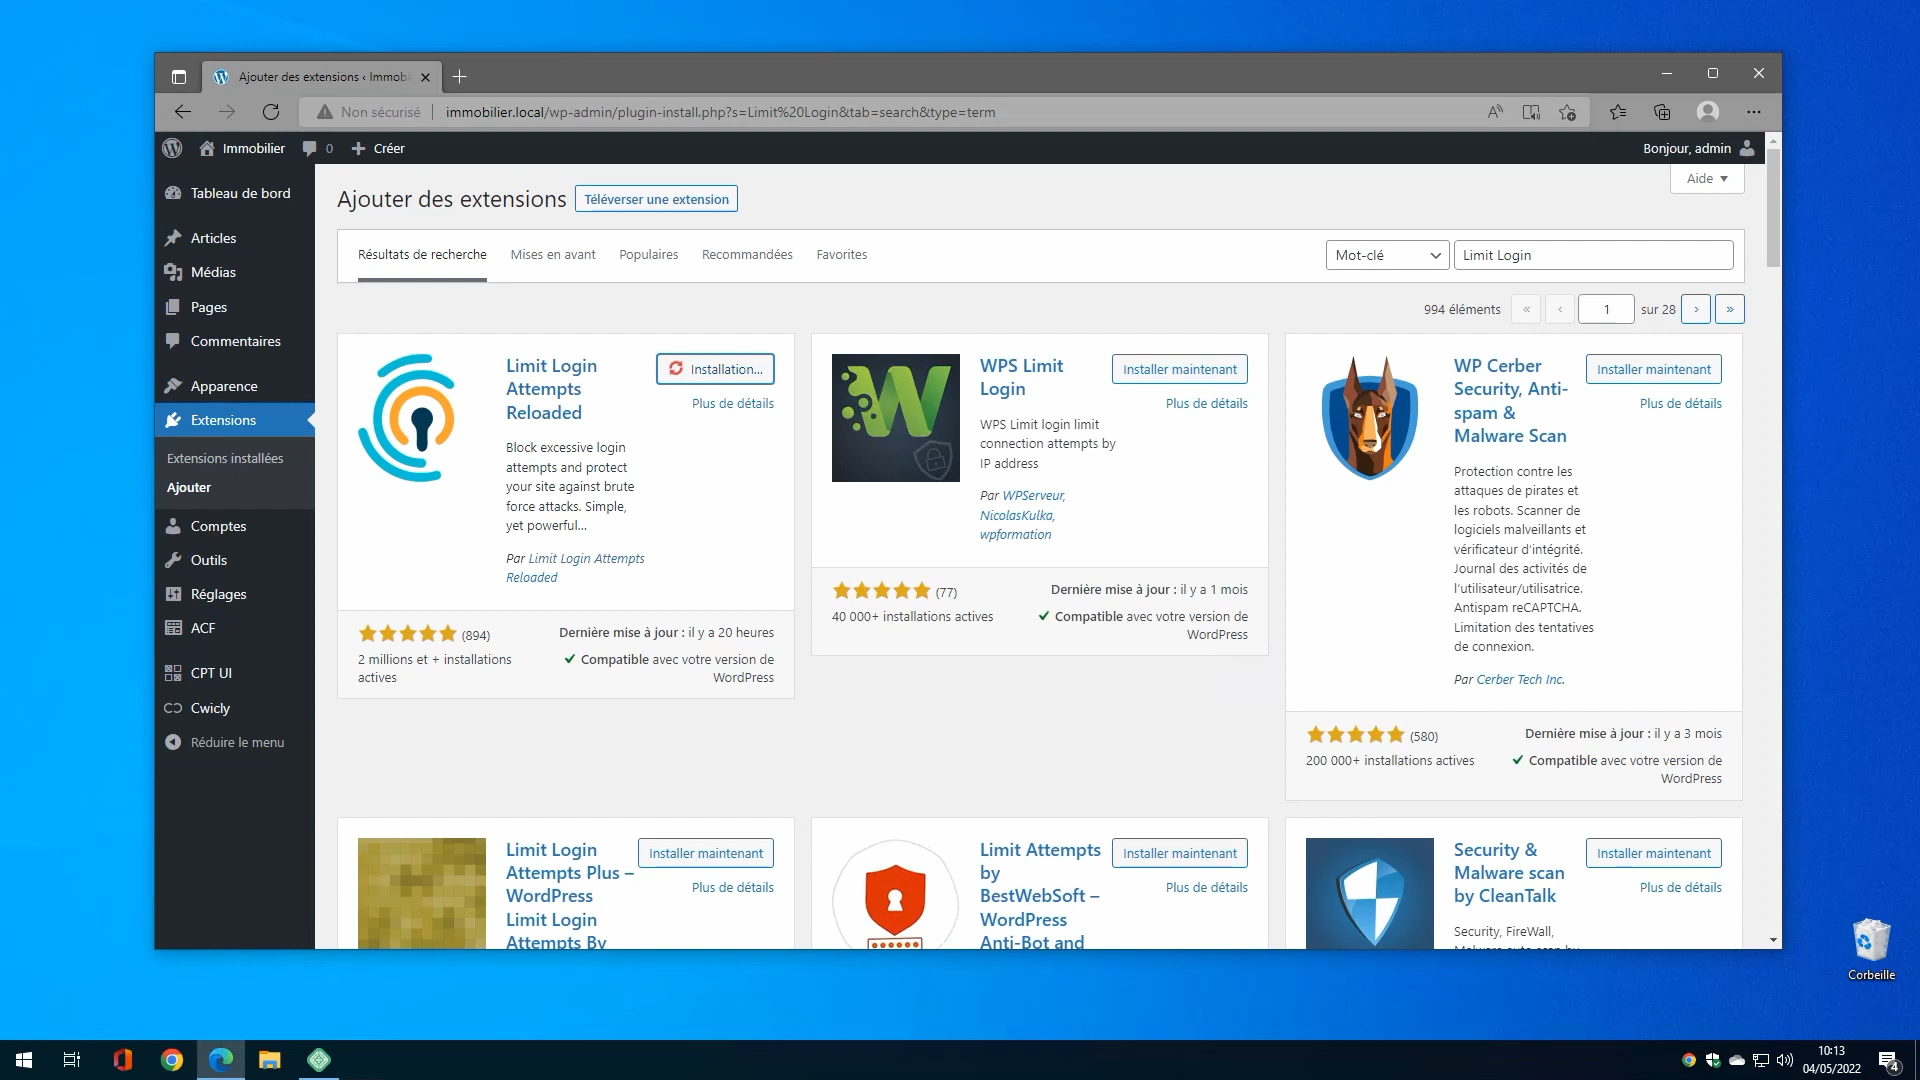 Ajouter des extensions ‹ Immobi
Non sécurisé
immobilier.local/wp-admin/plugin-install.php?s=Limit%20Login&tab=search&type=term
Immobilier
0
Créer
Bonjour, admin
Tableau de bord
Articles
Médias
Pages
Commentaires
Apparence
Extensions
Extensions installées
Ajouter
Comptes
Outils
Réglages
ACF
CPT UI
Cwicly
Réduire le menu
Aide
Ajouter des extensions
Téléverser une extension
Résultats de recherche
Mises en avant
Populaires
Recommandées
Favorites
Mot-clé
Limit Login
994 éléments
«
‹
1
sur 28
›
»
Limit Login
Attempts
Reloaded
Installation...
Plus de détails
Block excessive login
attempts and protect
your site against brute
force attacks. Simple,
yet powerful…
Par Limit Login Attempts
Reloaded
(894)
2 millions et + installations
actives
Dernière mise à jour : il y a 20 heures
Compatible avec votre version de
WordPress
WPS Limit
Login
Installer maintenant
Plus de détails
WPS Limit login limit
connection attempts by
IP address
Par WPServeur,
NicolasKulka,
wpformation
(77)
40 000+ installations actives
Dernière mise à jour : il y a 1 mois
Compatible avec votre version de
WordPress
WP Cerber
Security, Anti-
spam &
Malware Scan
Installer maintenant
Plus de détails
Protection contre les
attaques de pirates et
les robots. Scanner de
logiciels malveillants et
vérificateur d’intégrité.
Journal des activités de
l’utilisateur/utilisatrice.
Antispam reCAPTCHA.
Limitation des tentatives
de connexion.
Par Cerber Tech Inc.
(580)
200 000+ installations actives
Dernière mise à jour : il y a 3 mois
Compatible avec votre version de
WordPress
Limit Login
Attempts Plus –
WordPress
Limit Login
Attempts By
Installer maintenant
Plus de détails
Limit Attempts
by
BestWebSoft –
WordPress
Anti-Bot and
Installer maintenant
Plus de détails
Security &
Malware scan
by CleanTalk
Installer maintenant
Plus de détails
Security, FireWall,
Corbeille
10:13
04/05/2022
4